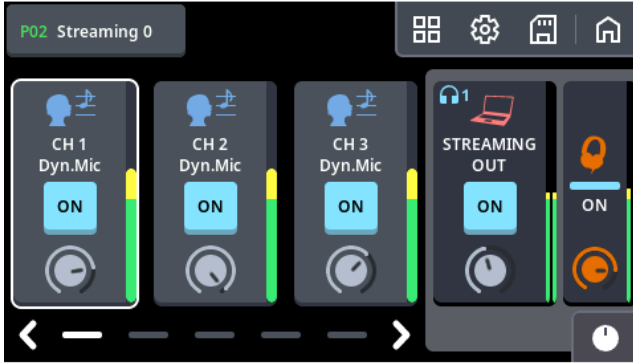 P02 Streaming 0
CH 1
Dyn.Mic
ON
CH 2
Dyn.Mic
ON
CH 3
Dyn.Mic
ON
1
STREAMING
OUT
ON
ON